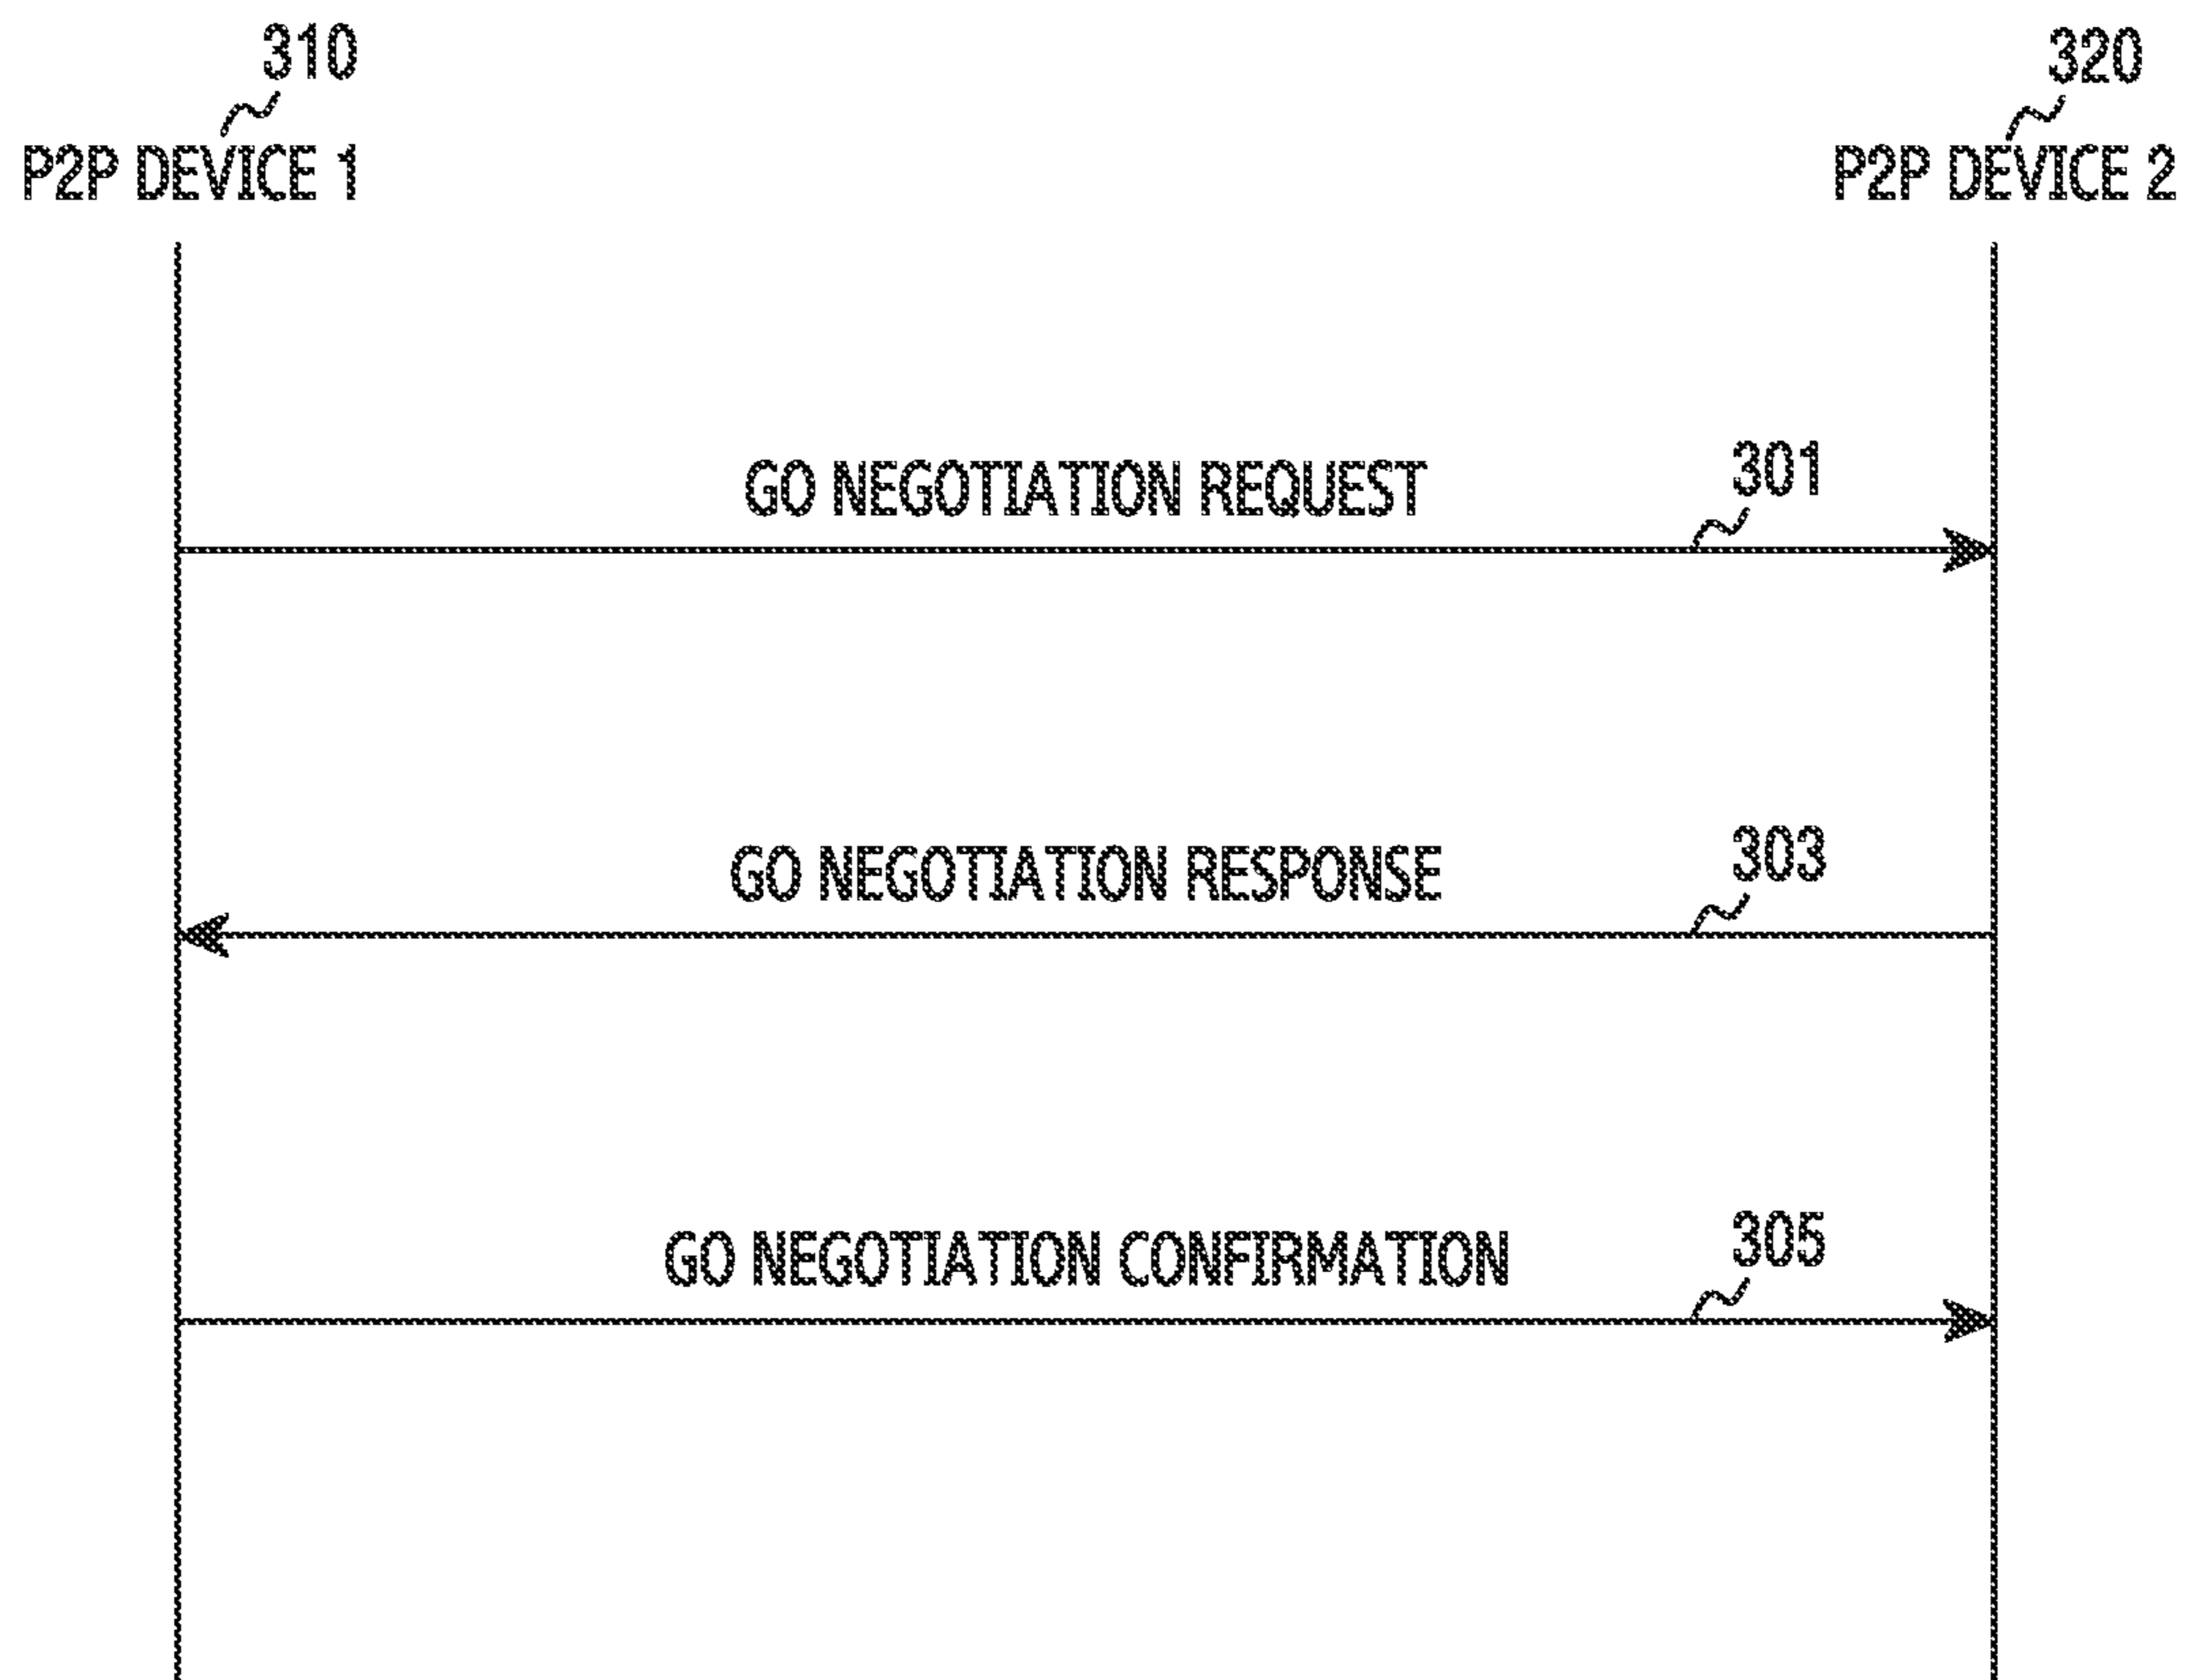 310
320
P2P DEVICE 1
P2P DEVICE 2
GO NEGOTIATION REQUEST
301
GO NEGOTIATION RESPONSE
303
GO NEGOTIATION CONFIRMATION
305